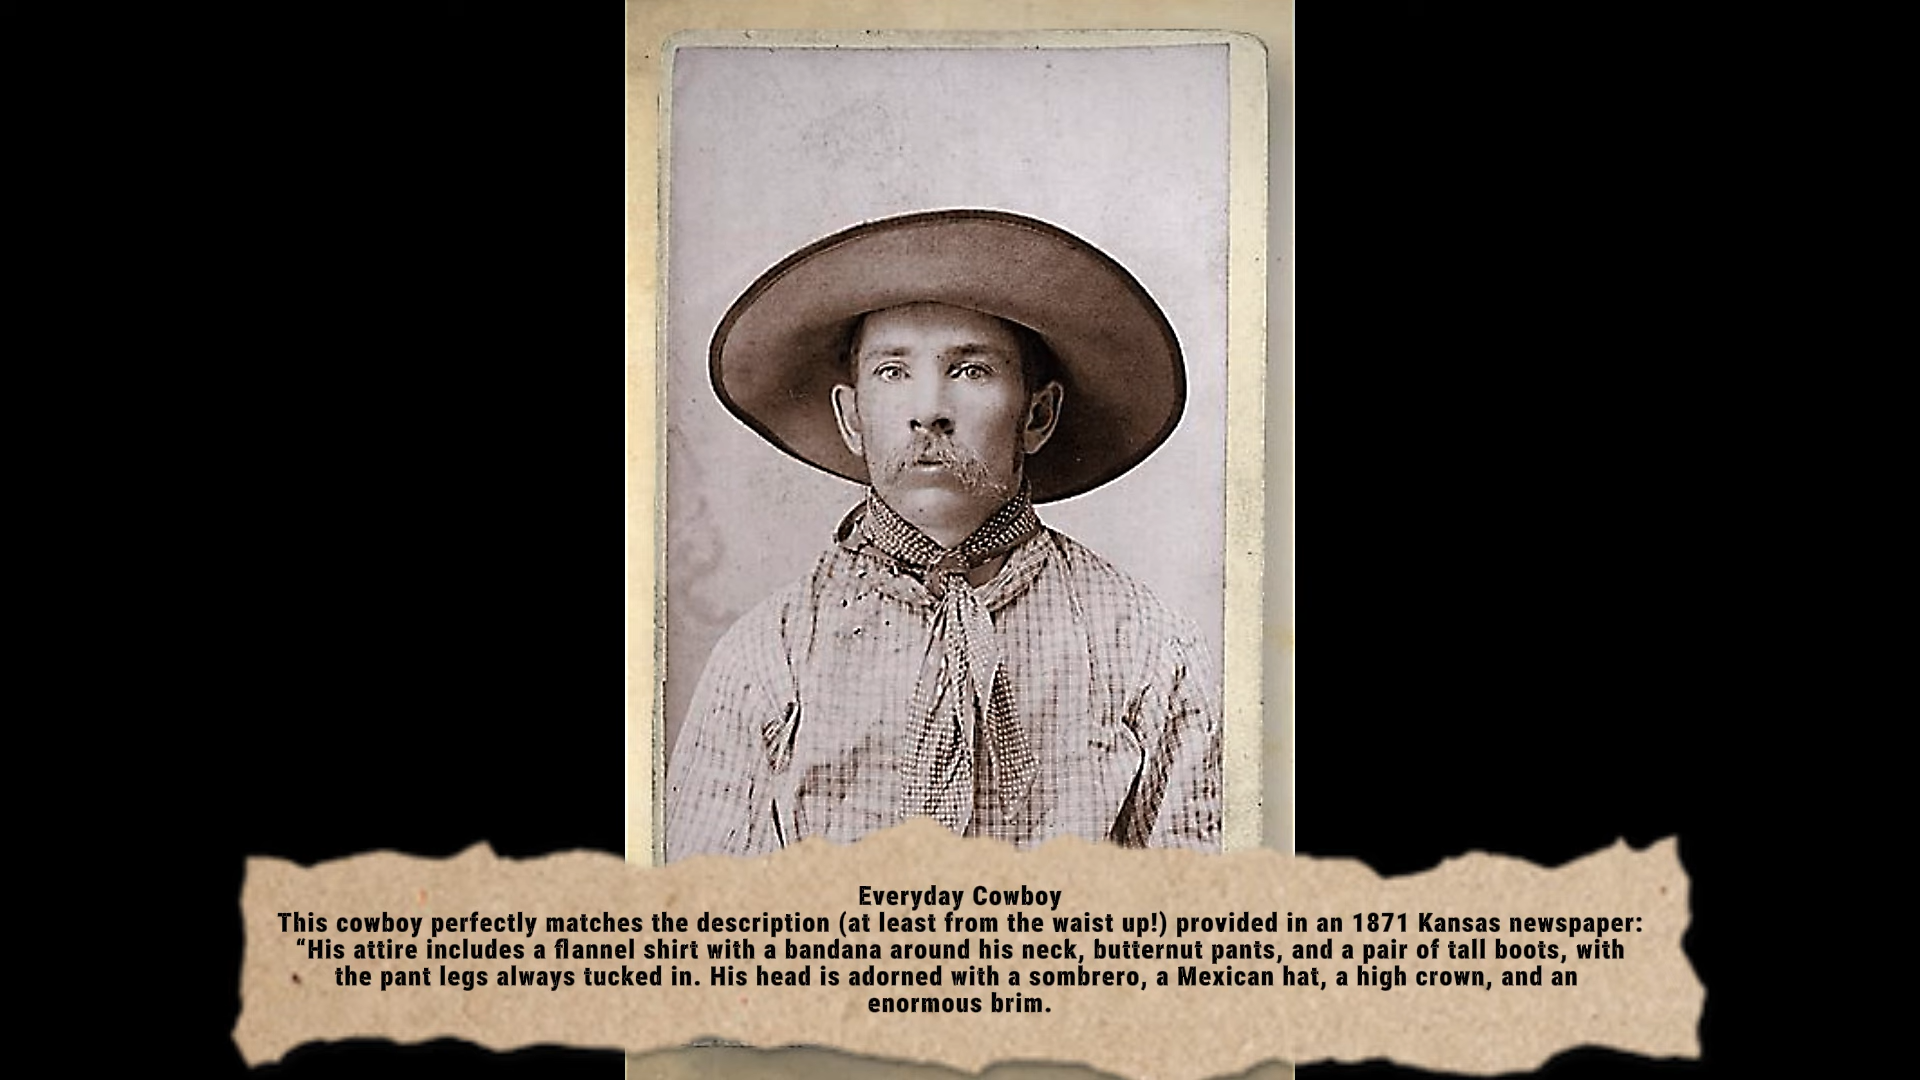 Everyday Cowboy
This cowboy perfectly matches the description (at least from the waist up!) provided in an 1871 Kansas newspaper:
“His attire includes a flannel shirt with a bandana around his neck, butternut pants, and a pair of tall boots, with
the pant legs always tucked in. His head is adorned with a sombrero, a Mexican hat, a high crown, and an
enormous brim.